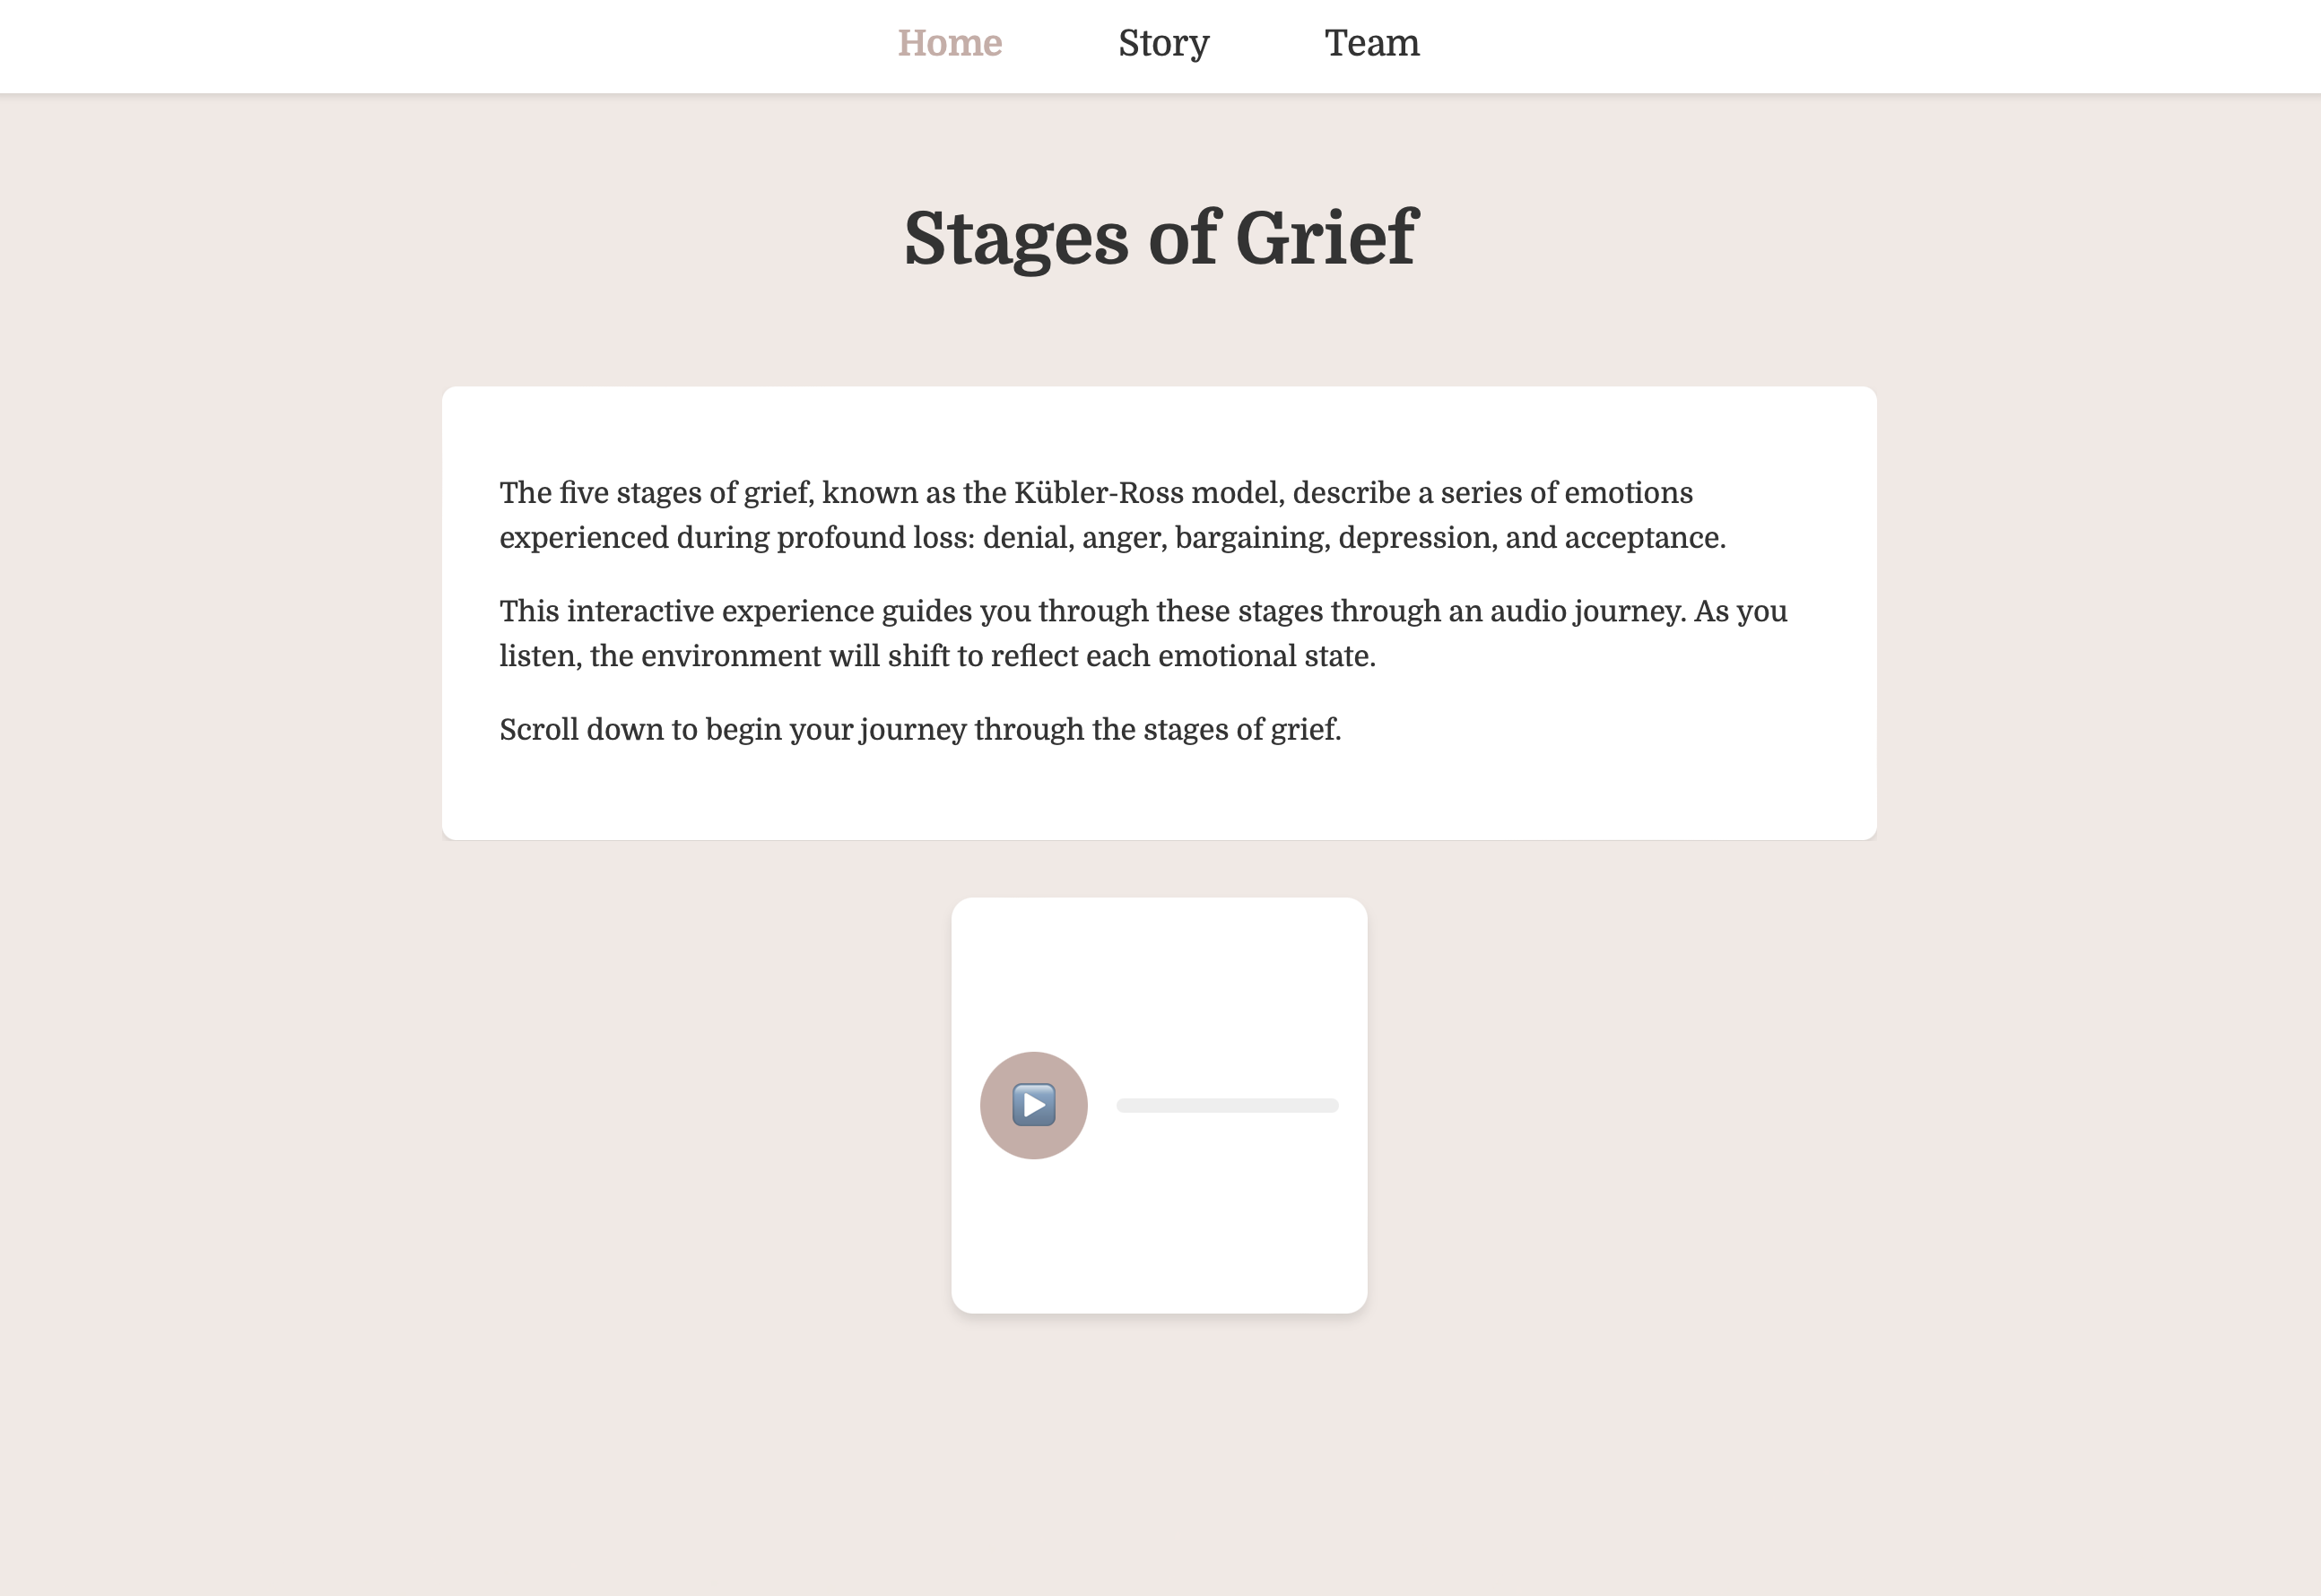 Home Story Team
Stages of Grief
The five stages of grief, known as the Kübler-Ross model, describe a series of emotions
experienced during profound loss: denial, anger, bargaining, depression, and acceptance.
This interactive experience guides you through these stages through an audio journey. As you
listen, the environment will shift to reflect each emotional state.
Scroll down to begin your journey through the stages of grief.